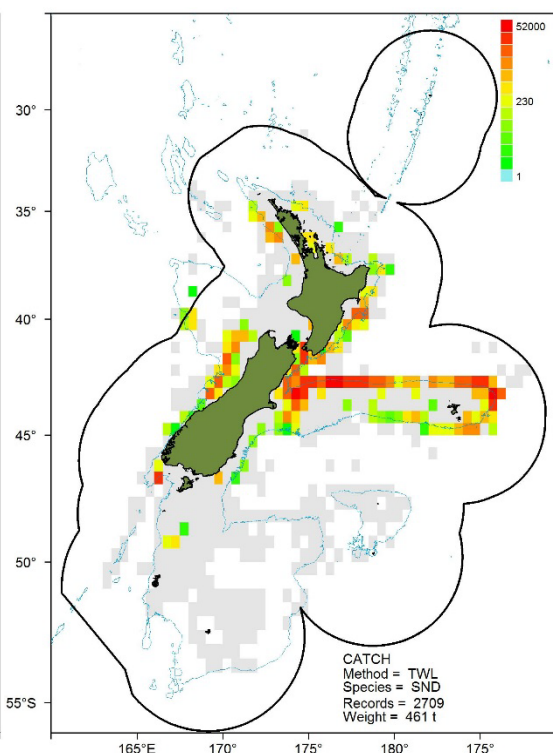 52000
230
1
30°
35°
40°
45°
50°
55°S
CATCH
Method = TWL
Species = SND
Records = 2709
Weight = 461 t
165°E
170°
175°
175°